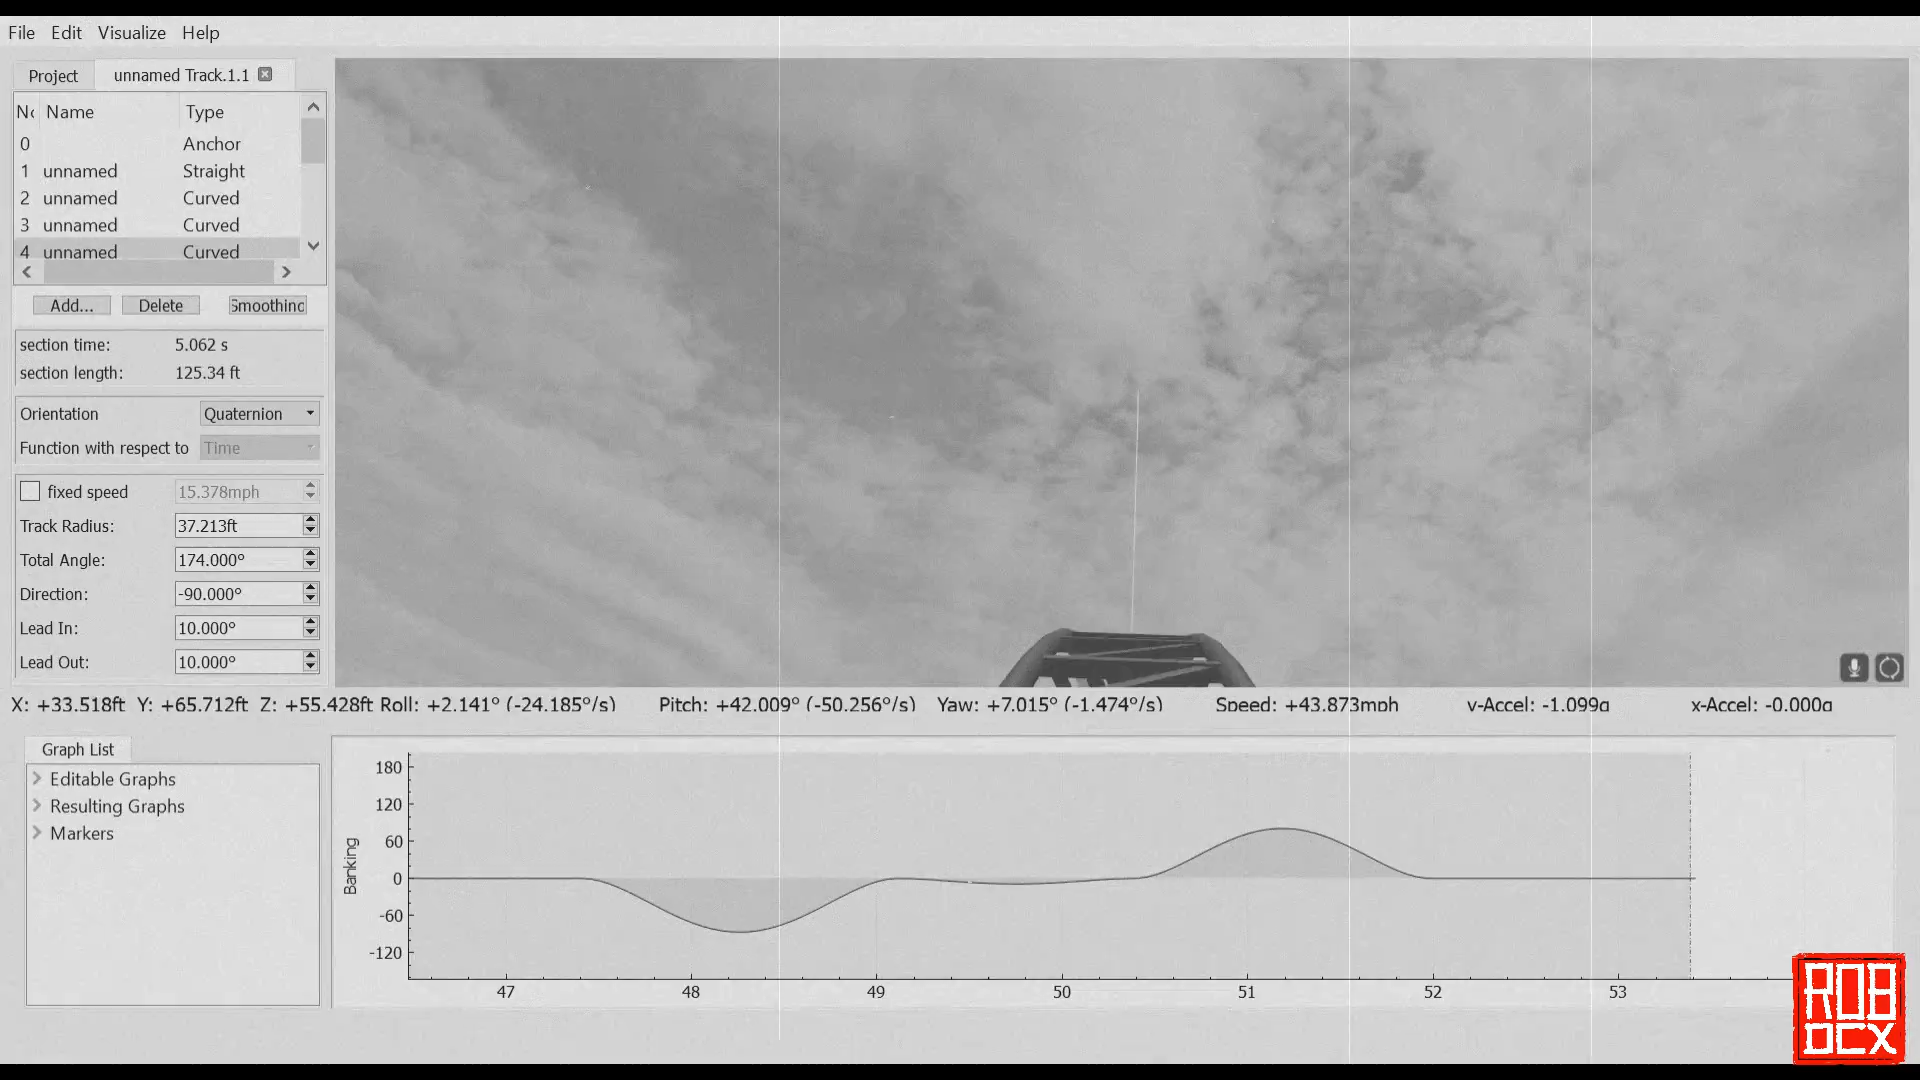 File Edit Visualize Help
Project unnamed Track.1.1
Name Type
0 Anchor
1 unnamed Straight
2 unnamed Curved
3 unnamed Curved
4 unnamed Curved
Add... Delete Smoothing
section time: 5.062 s
section length: 125.34 ft
Orientation Quaternion
Function with respect to Time
fixed speed 15.378mph
Track Radius: 37.213ft
Total Angle: 174.000°
Direction: -90.000°
Lead In: 10.000°
Lead Out: 10.000°
X: +33.518ft Y: +65.712ft Z: +55.428ft Roll: +2.141° (-24.185°/s) Pitch: +42.009° (-50.256°/s) Yaw: +7.015° (-1.474°/s) Speed: +43.873mph y-Accel: -1.099g x-Accel: -0.000g
Graph List
Editable Graphs
Resulting Graphs
Markers
Banking
180
120
60
0
-60
-120
47 48 49 50 51 52 53
ROB
OCX